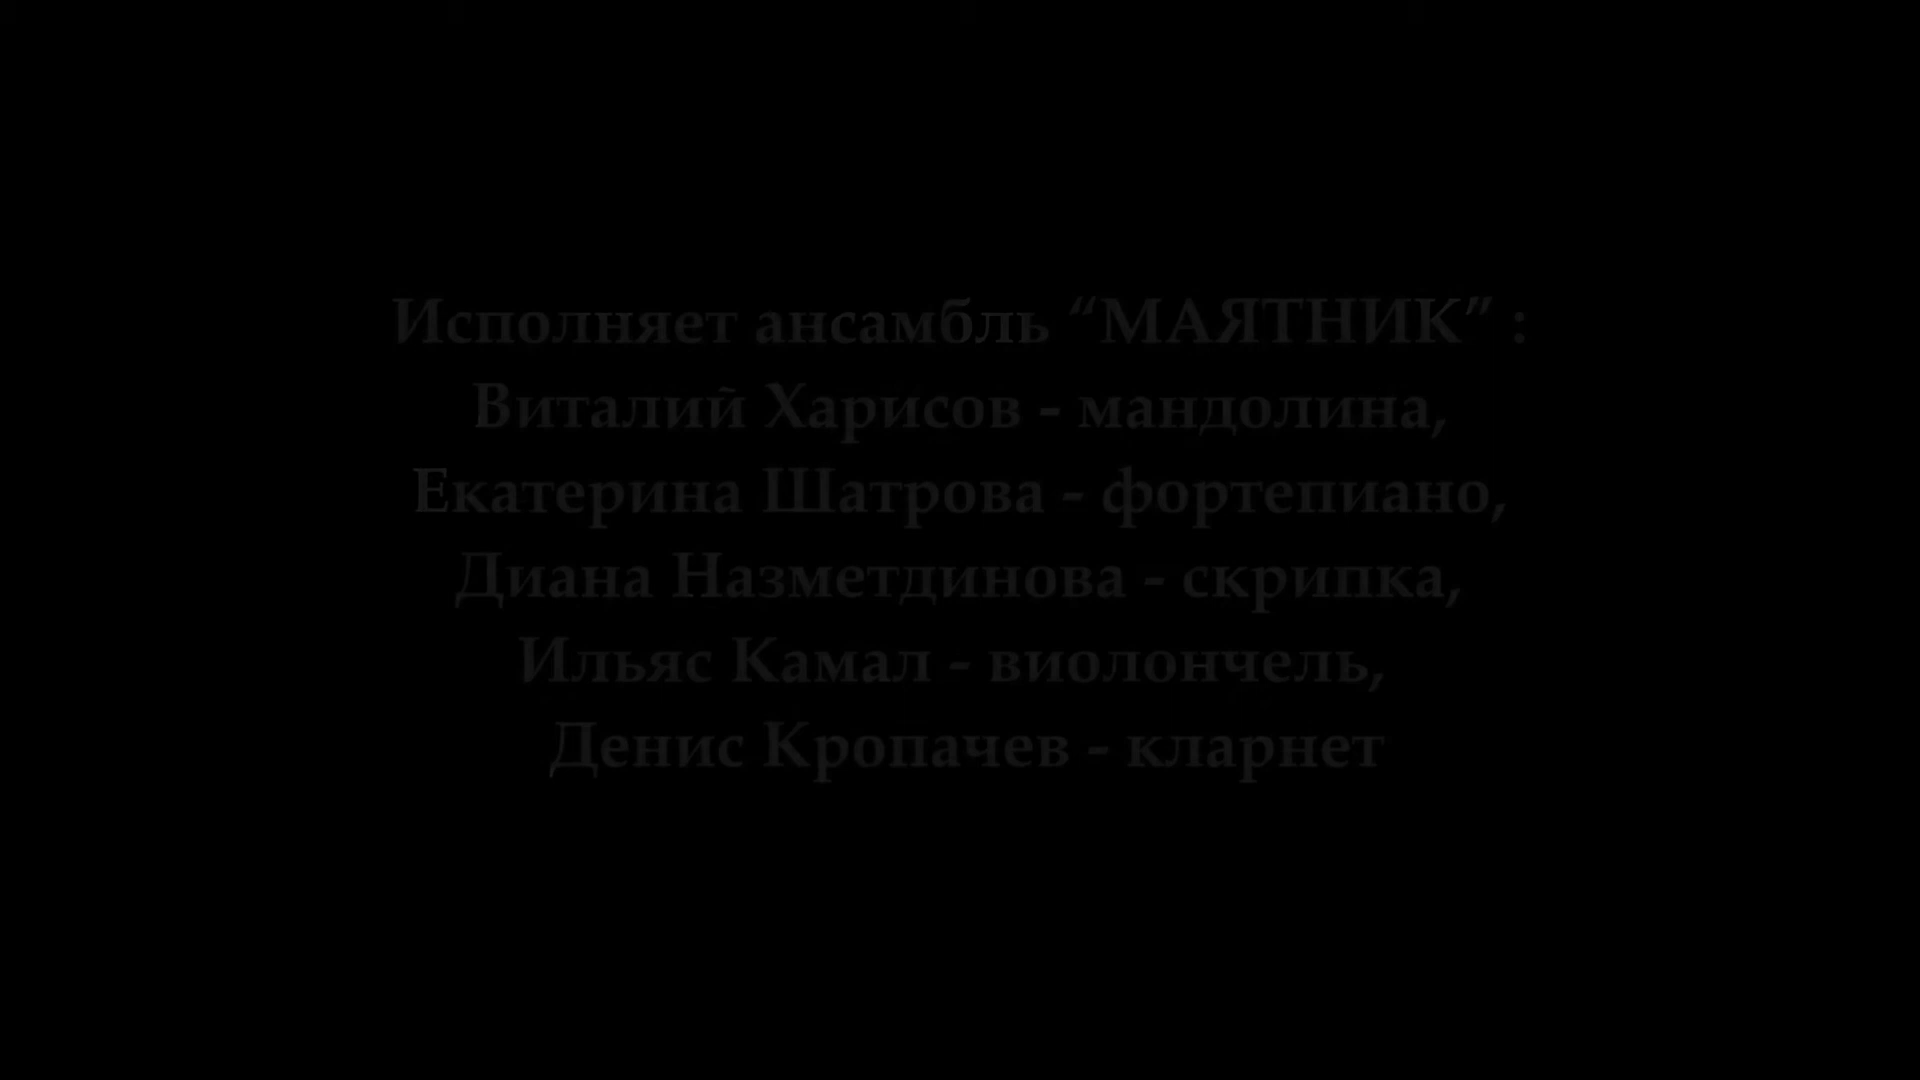 Исполняет ансамбль “МАЯТНИК” :
Виталий Харисов - мандолина,
Екатерина Шатрова - фортепиано,
Диана Назметдинова - скрипка,
Ильяс Камал - виолончель,
Денис Кропачев - кларнет